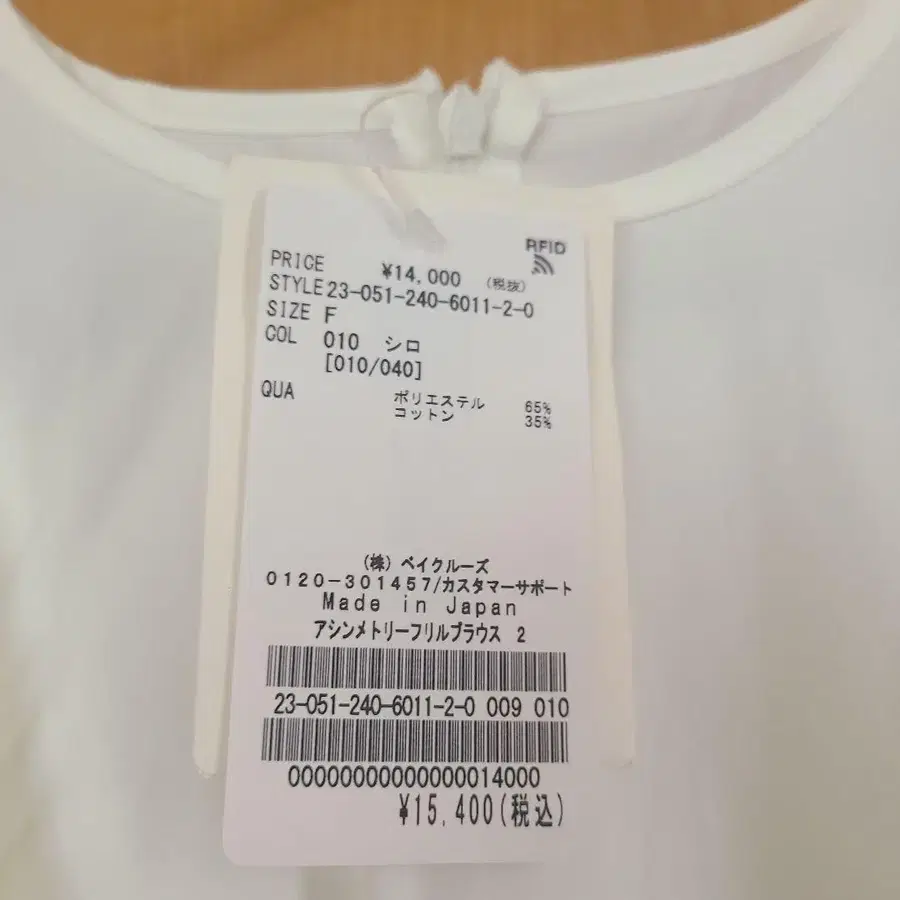 RFID
PRICE ¥14,000 (税抜)
STYLE 23-051-240-6011-2-0
SIZE F
COL 010 シロ
[010/040]
QUA ポリエステル 65%
コットン 35%
(株) ベイクルーズ
0120-301457/カスタマーサポート
Made in Japan
アシンメトリーフリルブラウス 2
23-051-240-6011-2-0 009 010
00000000000000014000
¥15,400(税込)